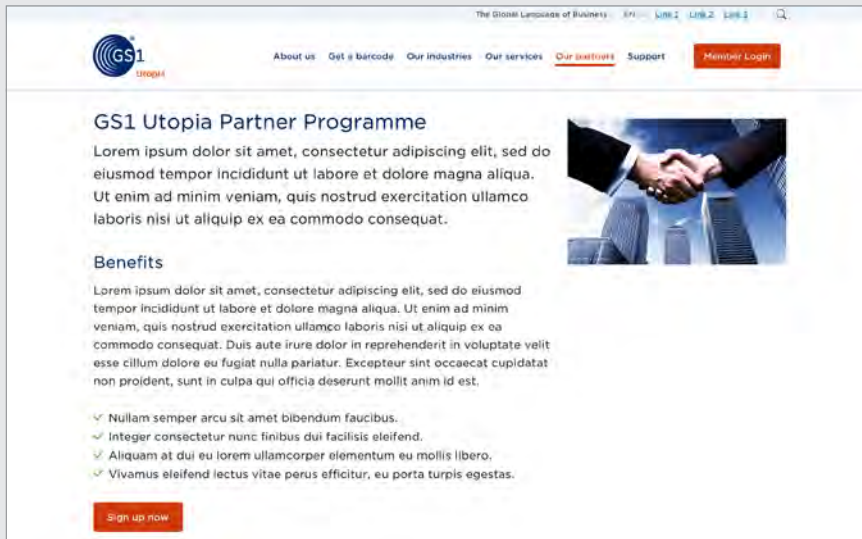 The Global Language of Business EN Link 1 Link 2 Link 3
GS1
Utopia
About us Get a barcode Our industries Our services Our partners Support Member Login
GS1 Utopia Partner Programme
Lorem ipsum dolor sit amet, consectetur adipiscing elit, sed do
eiusmod tempor incididunt ut labore et dolore magna aliqua.
Ut enim ad minim veniam, quis nostrud exercitation ullamco
laboris nisi ut aliquip ex ea commodo consequat.
Benefits
Lorem ipsum dolor sit amet, consectetur adipiscing elit, sed do eiusmod
tempor incididunt ut labore et dolore magna aliqua. Ut enim ad minim
veniam, quis nostrud exercitation ullamco laboris nisi ut aliquip ex ea
commodo consequat. Duis aute irure dolor in reprehenderit in voluptate velit
esse cillum dolore eu fugiat nulla pariatur. Excepteur sint occaecat cupidatat
non proident, sunt in culpa qui officia deserunt mollit anim id est.
Nullam semper arcu sit amet bibendum faucibus.
Integer consectetur nunc finibus dui facilisis eleifend.
Aliquam at dui eu lorem ullamcorper elementum eu mollis libero.
Vivamus eleifend lectus vitae perus efficitur, eu porta turpis egestas.
Sign up now